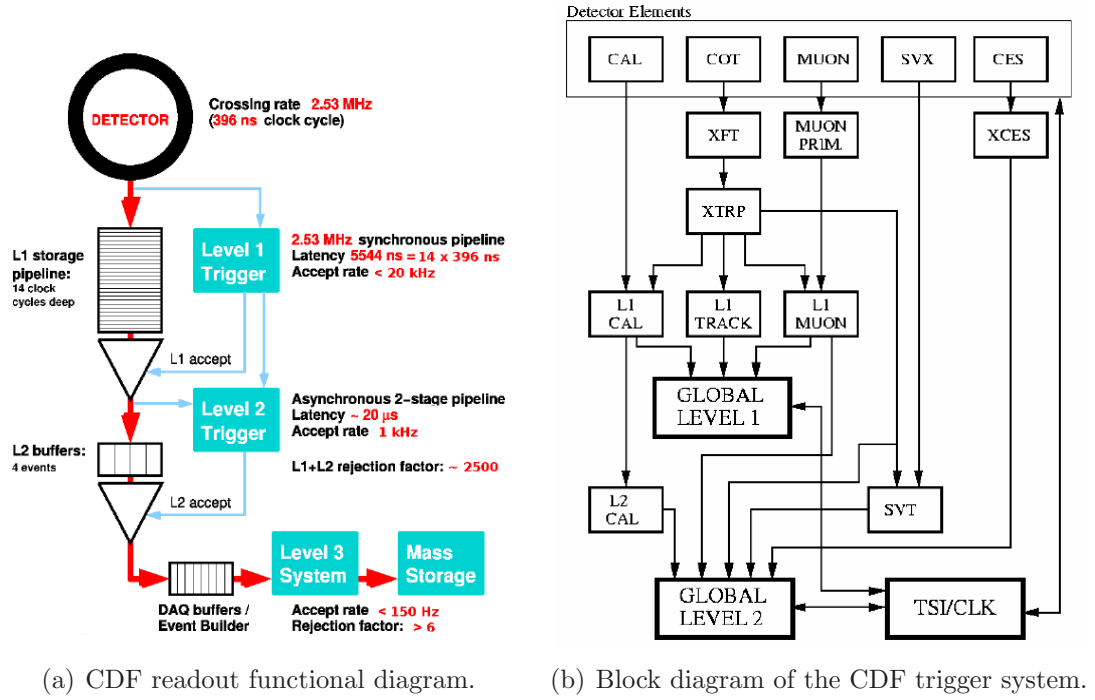 Crossing rate 2.53 MHz
(396 ns clock cycle)
DETECTOR
L1 storage
pipeline:
14 clock
cycles deep
Level 1
Trigger
2.53 MHz synchronous pipeline
Latency 5544 ns = 14 x 396 ns
Accept rate < 20 kHz
L1 accept
Level 2
Trigger
Asynchronous 2-stage pipeline
Latency ~ 20 μs
Accept rate 1 kHz
L1+L2 rejection factor: ~ 2500
L2 buffers:
4 events
L2 accept
Level 3
System
Mass
Storage
DAQ buffers /
Event Builder
Accept rate < 150 Hz
Rejection factor: > 6
(a) CDF readout functional diagram.
Detector Elements
CAL
COT
MUON
SVX
CES
XFT
MUON
PRIM.
XCES
XTRP
L1
CAL
L1
TRACK
L1
MUON
GLOBAL
LEVEL 1
L2
CAL
SVT
GLOBAL
LEVEL 2
TSI/CLK
(b) Block diagram of the CDF trigger system.